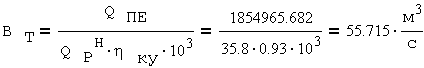 B т = Q ПЕ / (Q Р^Н · η КУ · 10^3) = 1854965.682 / (35.8 · 0.93 · 10^3) = 55.715 · м^3 / с